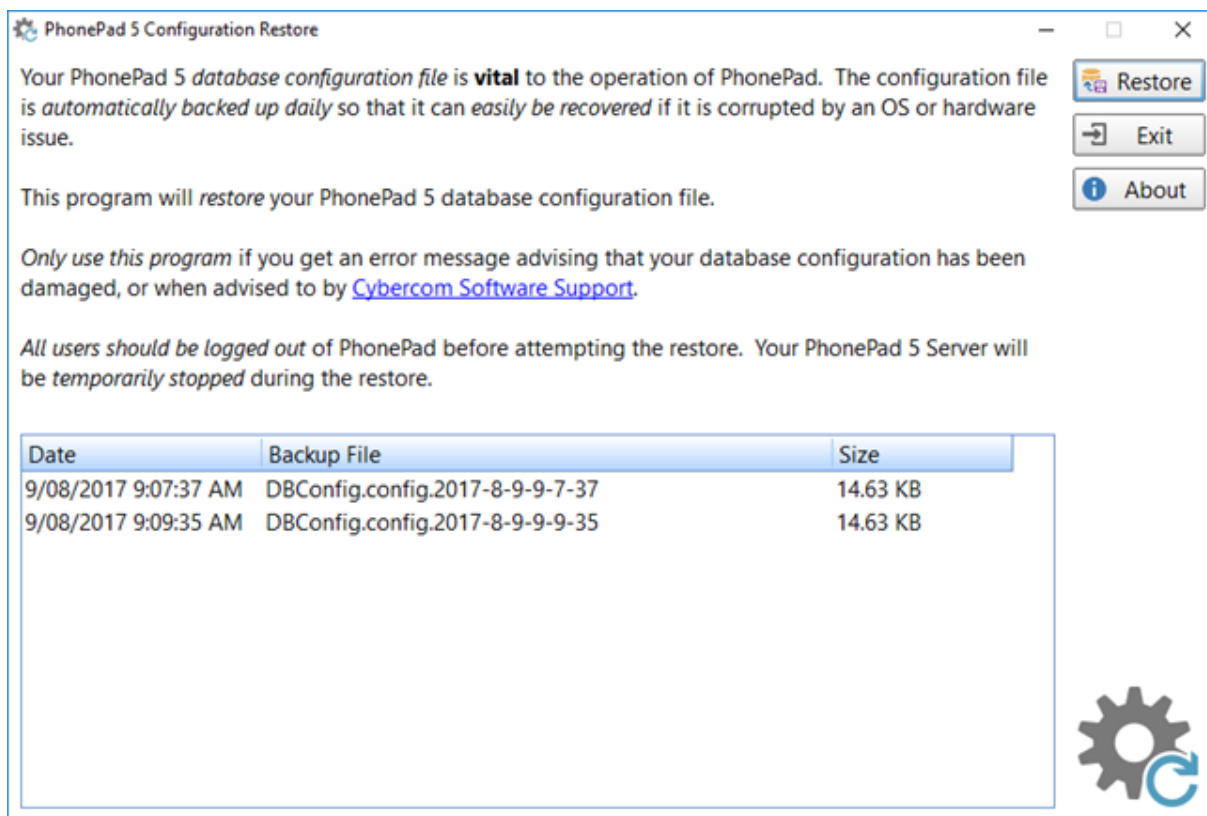 PhonePad 5 Configuration Restore
Your PhonePad 5 database configuration file is vital to the operation of PhonePad. The configuration file
is automatically backed up daily so that it can easily be recovered if it is corrupted by an OS or hardware
issue.
This program will restore your PhonePad 5 database configuration file.
Only use this program if you get an error message advising that your database configuration has been
damaged, or when advised to by Cybercom Software Support.
All users should be logged out of PhonePad before attempting the restore. Your PhonePad 5 Server will
be temporarily stopped during the restore.
Restore
Exit
About
Date Backup File Size
9/08/2017 9:07:37 AM DBConfig.config.2017-8-9-9-7-37 14.63 KB
9/08/2017 9:09:35 AM DBConfig.config.2017-8-9-9-9-35 14.63 KB